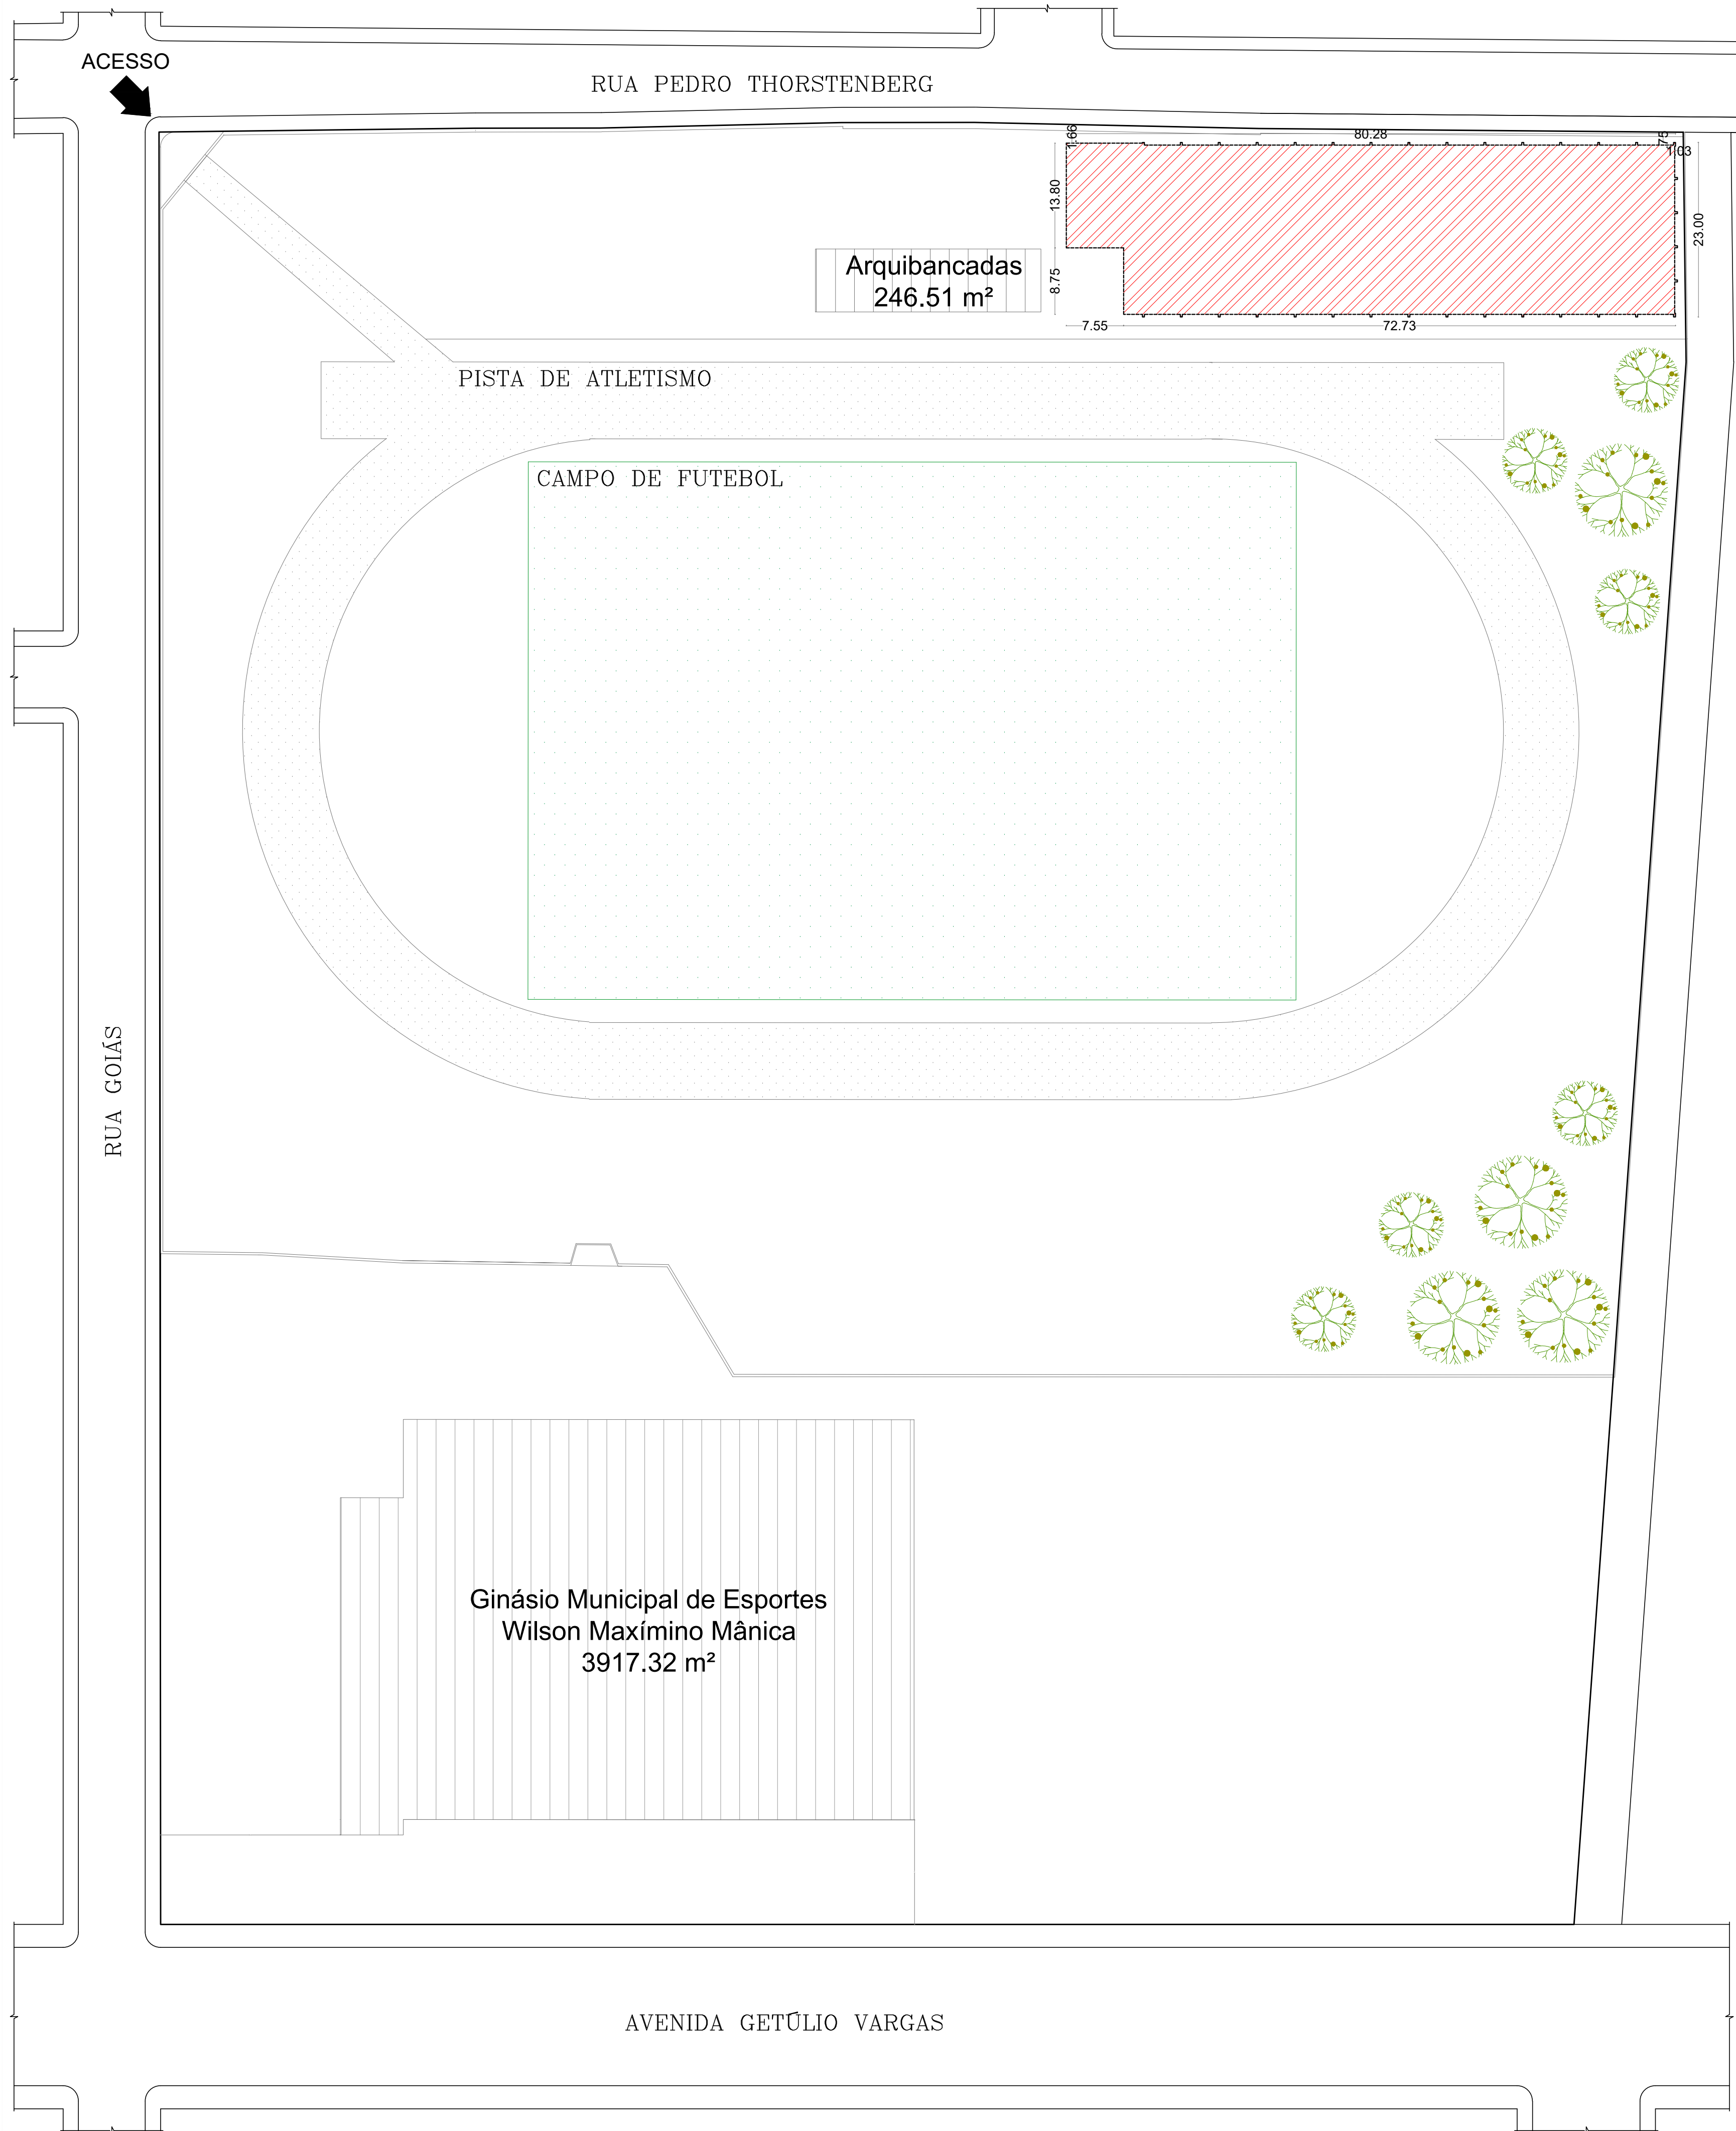 ACESSO
RUA PEDRO THORSTENBERG
1.66
80.28
1.03
13.80
23.00
Arquibancadas
246.51 m²
8.75
7.55
72.73
PISTA DE ATLETISMO
CAMPO DE FUTEBOL
RUA GOIÁS
Ginásio Municipal de Esportes
Wilson Maxímino Mânica
3917.32 m²
AVENIDA GETÚLIO VARGAS